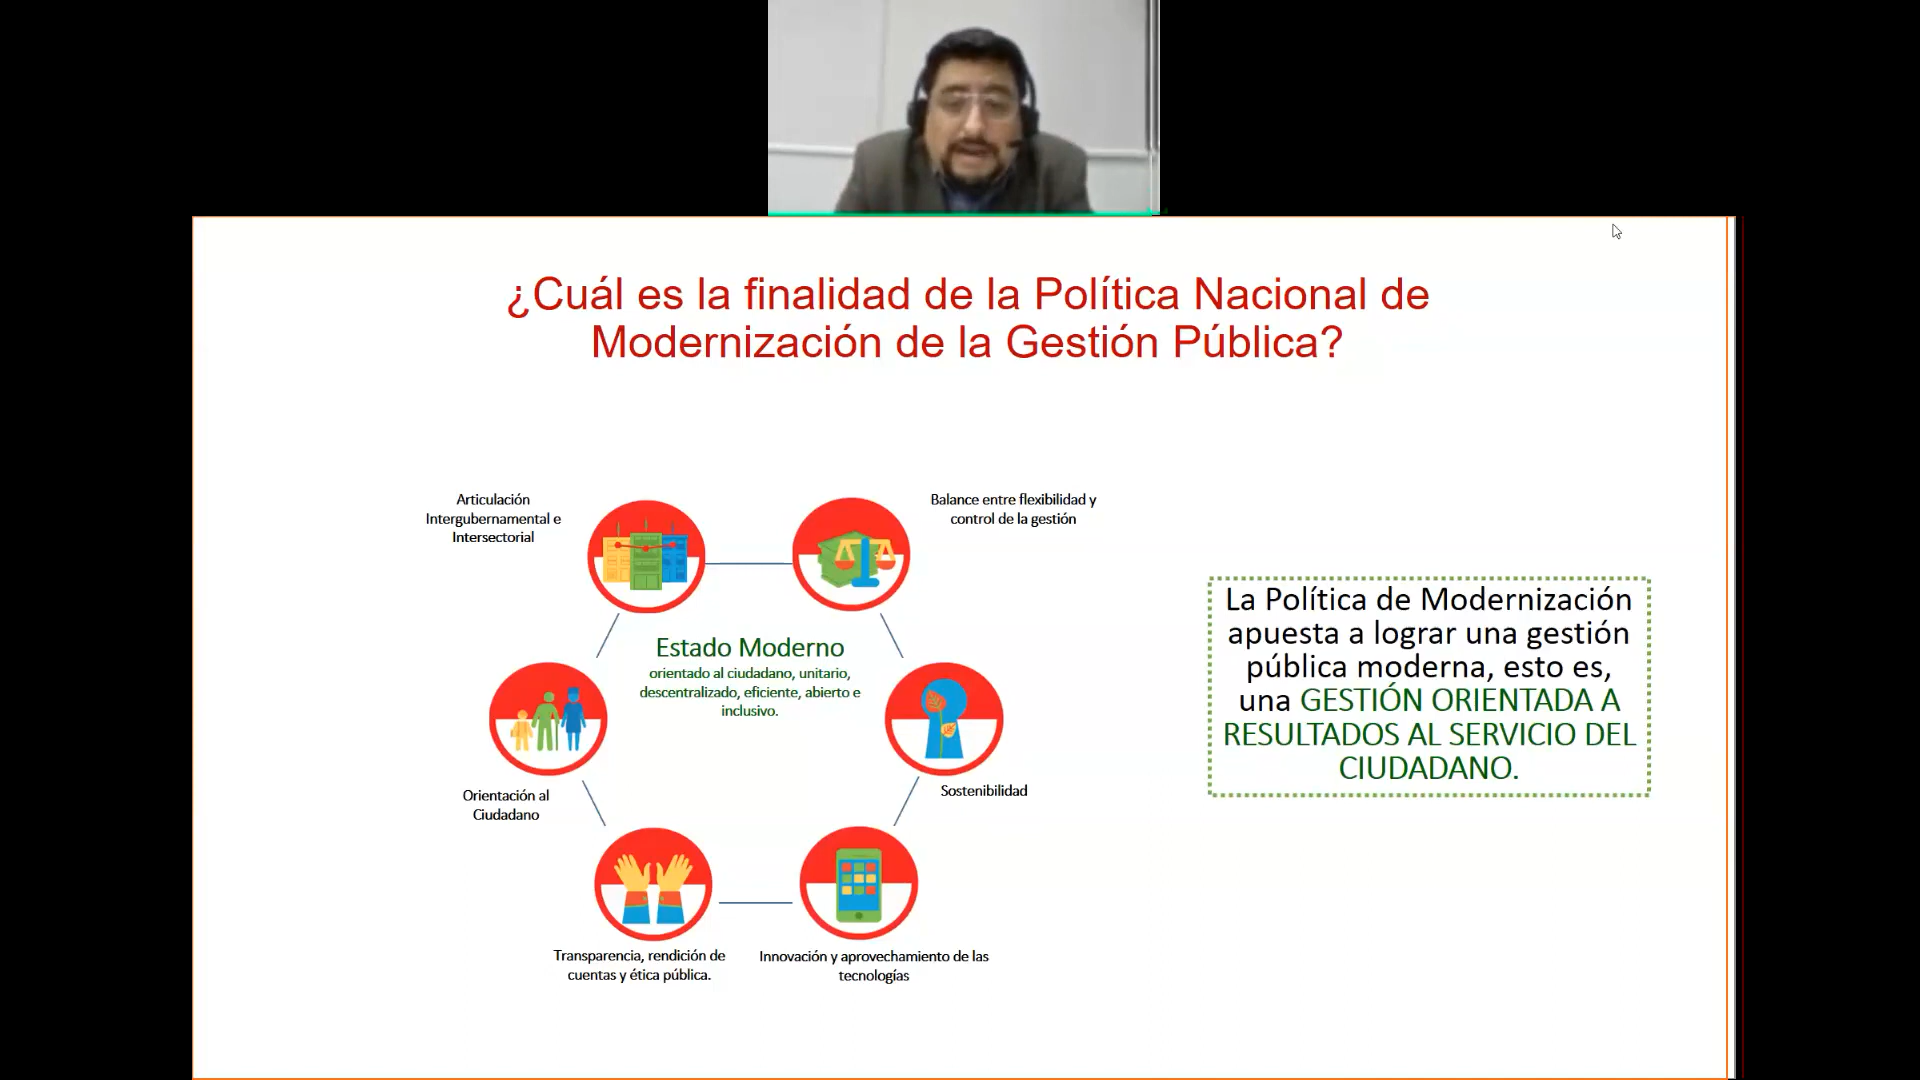 ¿Cuál es la finalidad de la Política Nacional de
Modernización de la Gestión Pública?
Articulación
Intergubernamental e
Intersectorial
Balance entre flexibilidad y
control de la gestión
Estado Moderno
orientado al ciudadano, unitario,
descentralizado, eficiente, abierto e
inclusivo.
Orientación al
Ciudadano
Sostenibilidad
Transparencia, rendición de
cuentas y ética pública.
Innovación y aprovechamiento de las
tecnologías
La Política de Modernización
apuesta a lograr una gestión
pública moderna, esto es,
una GESTIÓN ORIENTADA A
RESULTADOS AL SERVICIO DEL
CIUDADANO.